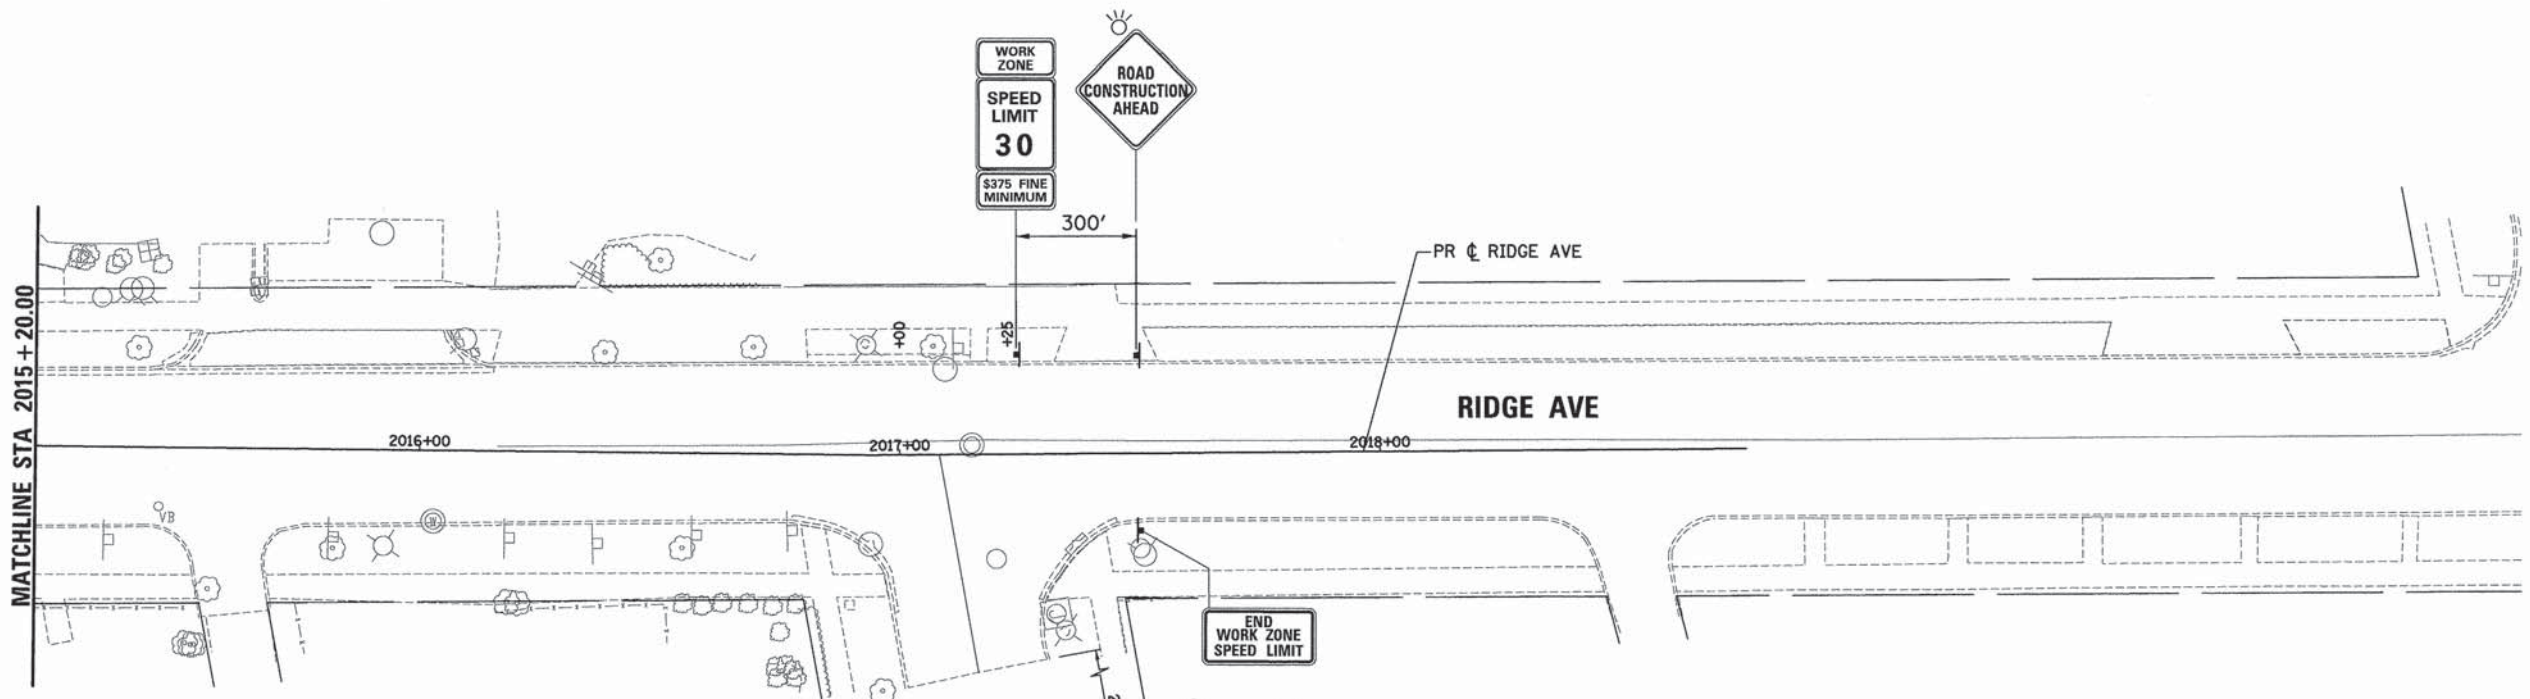 WORK
ZONE
SPEED
LIMIT
30
$375 FINE
MINIMUM
ROAD
CONSTRUCTION
AHEAD
300'
PR ℄ RIDGE AVE
MATCHLINE STA 2015+20.00
+00
+25
RIDGE AVE
2016+00
2017+00
2018+00
VB
END
WORK ZONE
SPEED LIMIT